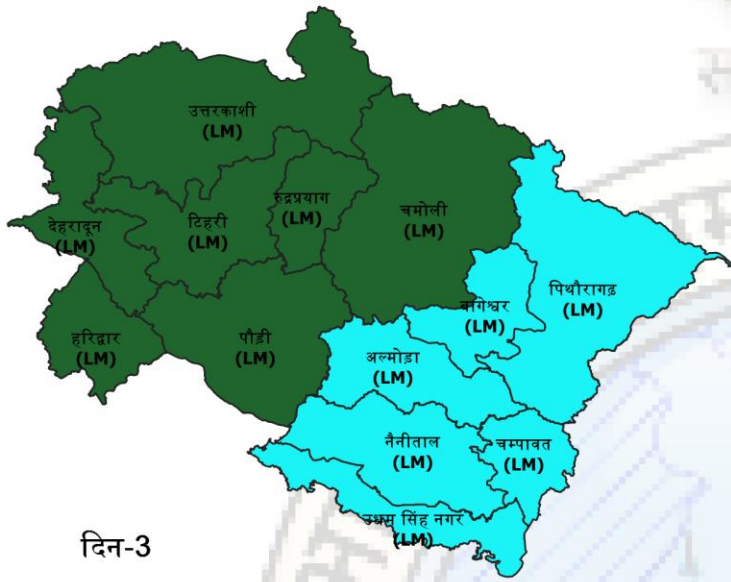 उत्तरकाशी
(LM)
देहरादून
(LM)
टिहरी
(LM)
रुद्रप्रयाग
(LM)
चमोली
(LM)
हरिद्वार
(LM)
पौड़ी
(LM)
बागेश्वर
(LM)
पिथौरागढ़
(LM)
अल्मोड़ा
(LM)
नैनीताल
(LM)
चम्पावत
(LM)
उधम सिंह नगर
(LM)
दिन-3